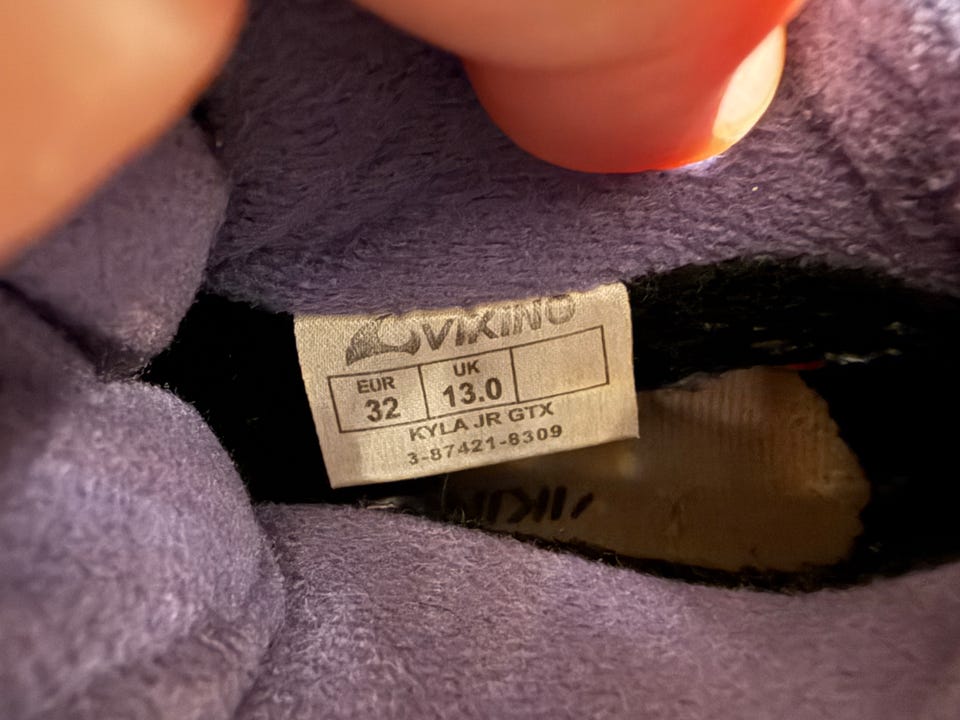 VIKING
EUR UK
32 13.0
KYLA JR GTX
3-87421-8309
VIKING